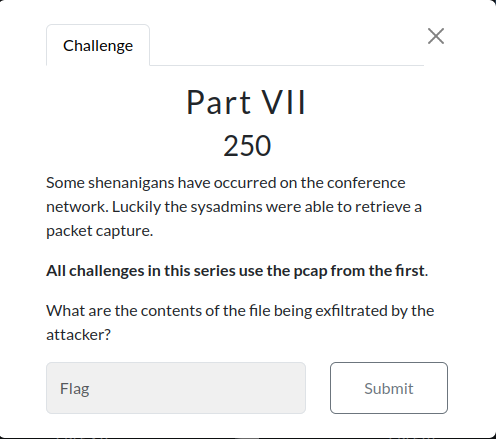 Challenge
Part VII
250
Some shenanigans have occurred on the conference
network. Luckily the sysadmins were able to retrieve a
packet capture.
All challenges in this series use the pcap from the first.
What are the contents of the file being exfiltrated by the
attacker?
Flag
Submit